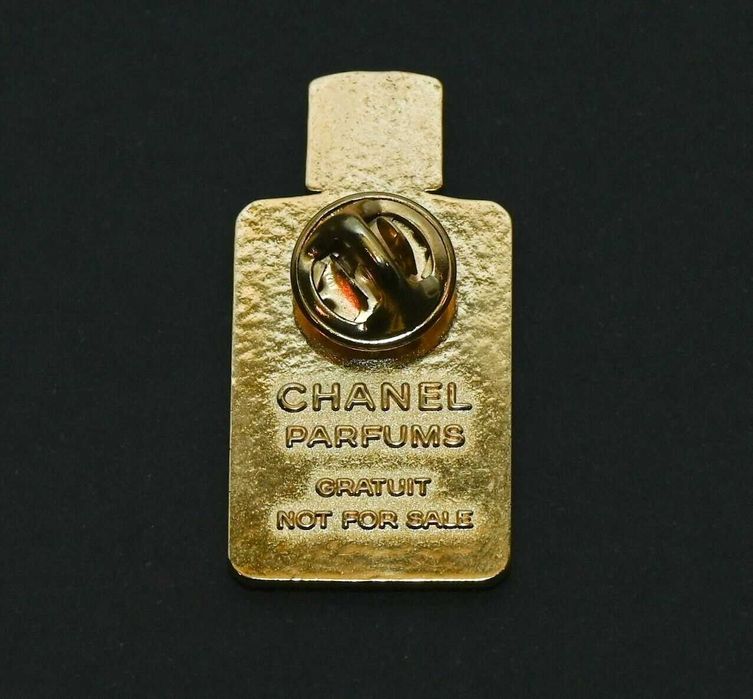 CHANEL
PARFUMS
GRATUIT
NOT FOR SALE